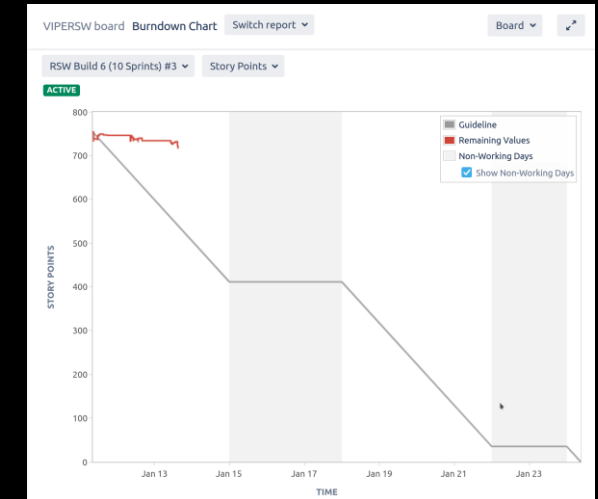 VIPERSW board Burndown Chart Switch report Board
RSW Build 6 (10 Sprints) #3 Story Points
ACTIVE
Guideline
Remaining Values
Non-Working Days
Show Non-Working Days
STORY POINTS
800
700
600
500
400
300
200
100
0
Jan 13 Jan 15 Jan 17 Jan 19 Jan 21 Jan 23
TIME